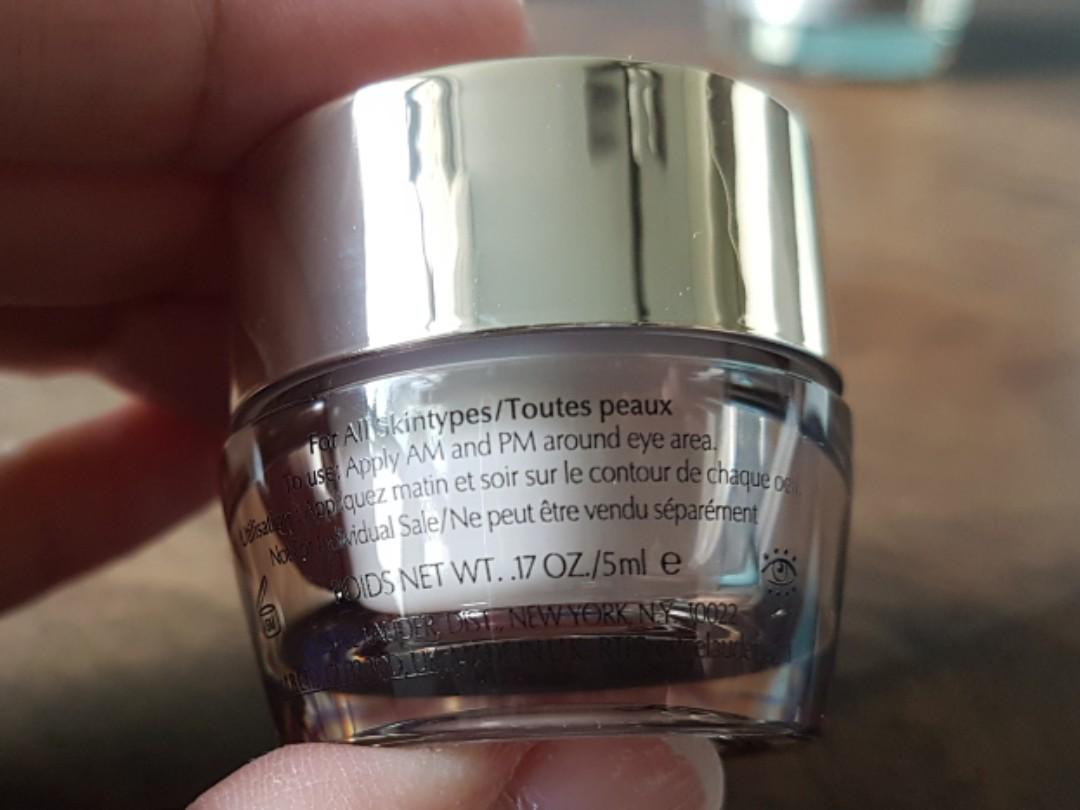 For All Skintypes/Toutes peaux
To use: Apply AM and PM around eye area.
Appliquez matin et soir sur le contour de chaque
Not for Individual Sale/Ne peut être vendu séparément
POIDS NET WT. .17 OZ./5ml e
LAUDER, DIST., NEW YORK, N.Y. 10022